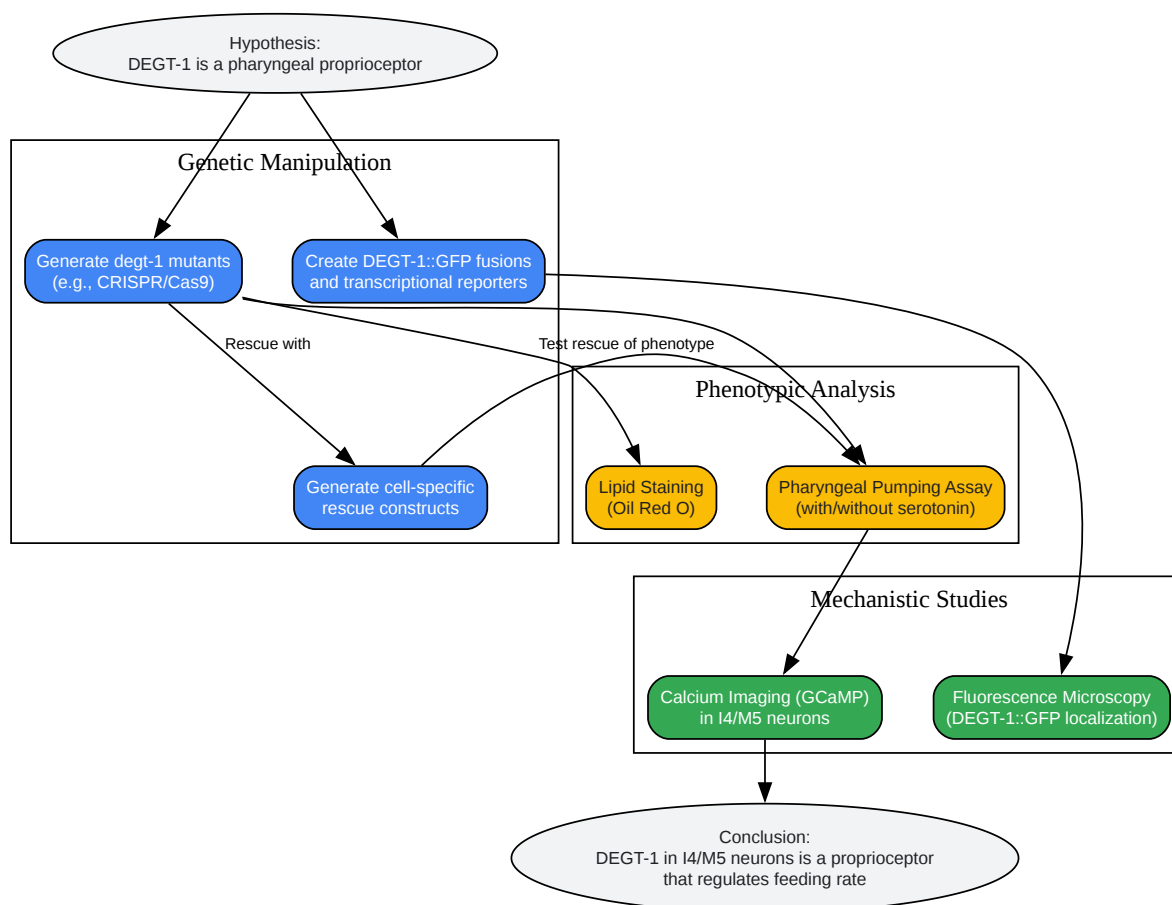 Hypothesis:
DEGT-1 is a pharyngeal proprioceptor
Genetic Manipulation
Generate degt-1 mutants
(e.g., CRISPR/Cas9)
Create DEGT-1::GFP fusions
and transcriptional reporters
Rescue with
Test rescue of phenotype
Generate cell-specific
rescue constructs
Phenotypic Analysis
Lipid Staining
(Oil Red O)
Pharyngeal Pumping Assay
(with/without serotonin)
Mechanistic Studies
Calcium Imaging (GCaMP)
in I4/M5 neurons
Fluorescence Microscopy
(DEGT-1::GFP localization)
Conclusion:
DEGT-1 in I4/M5 neurons is a proprioceptor
that regulates feeding rate